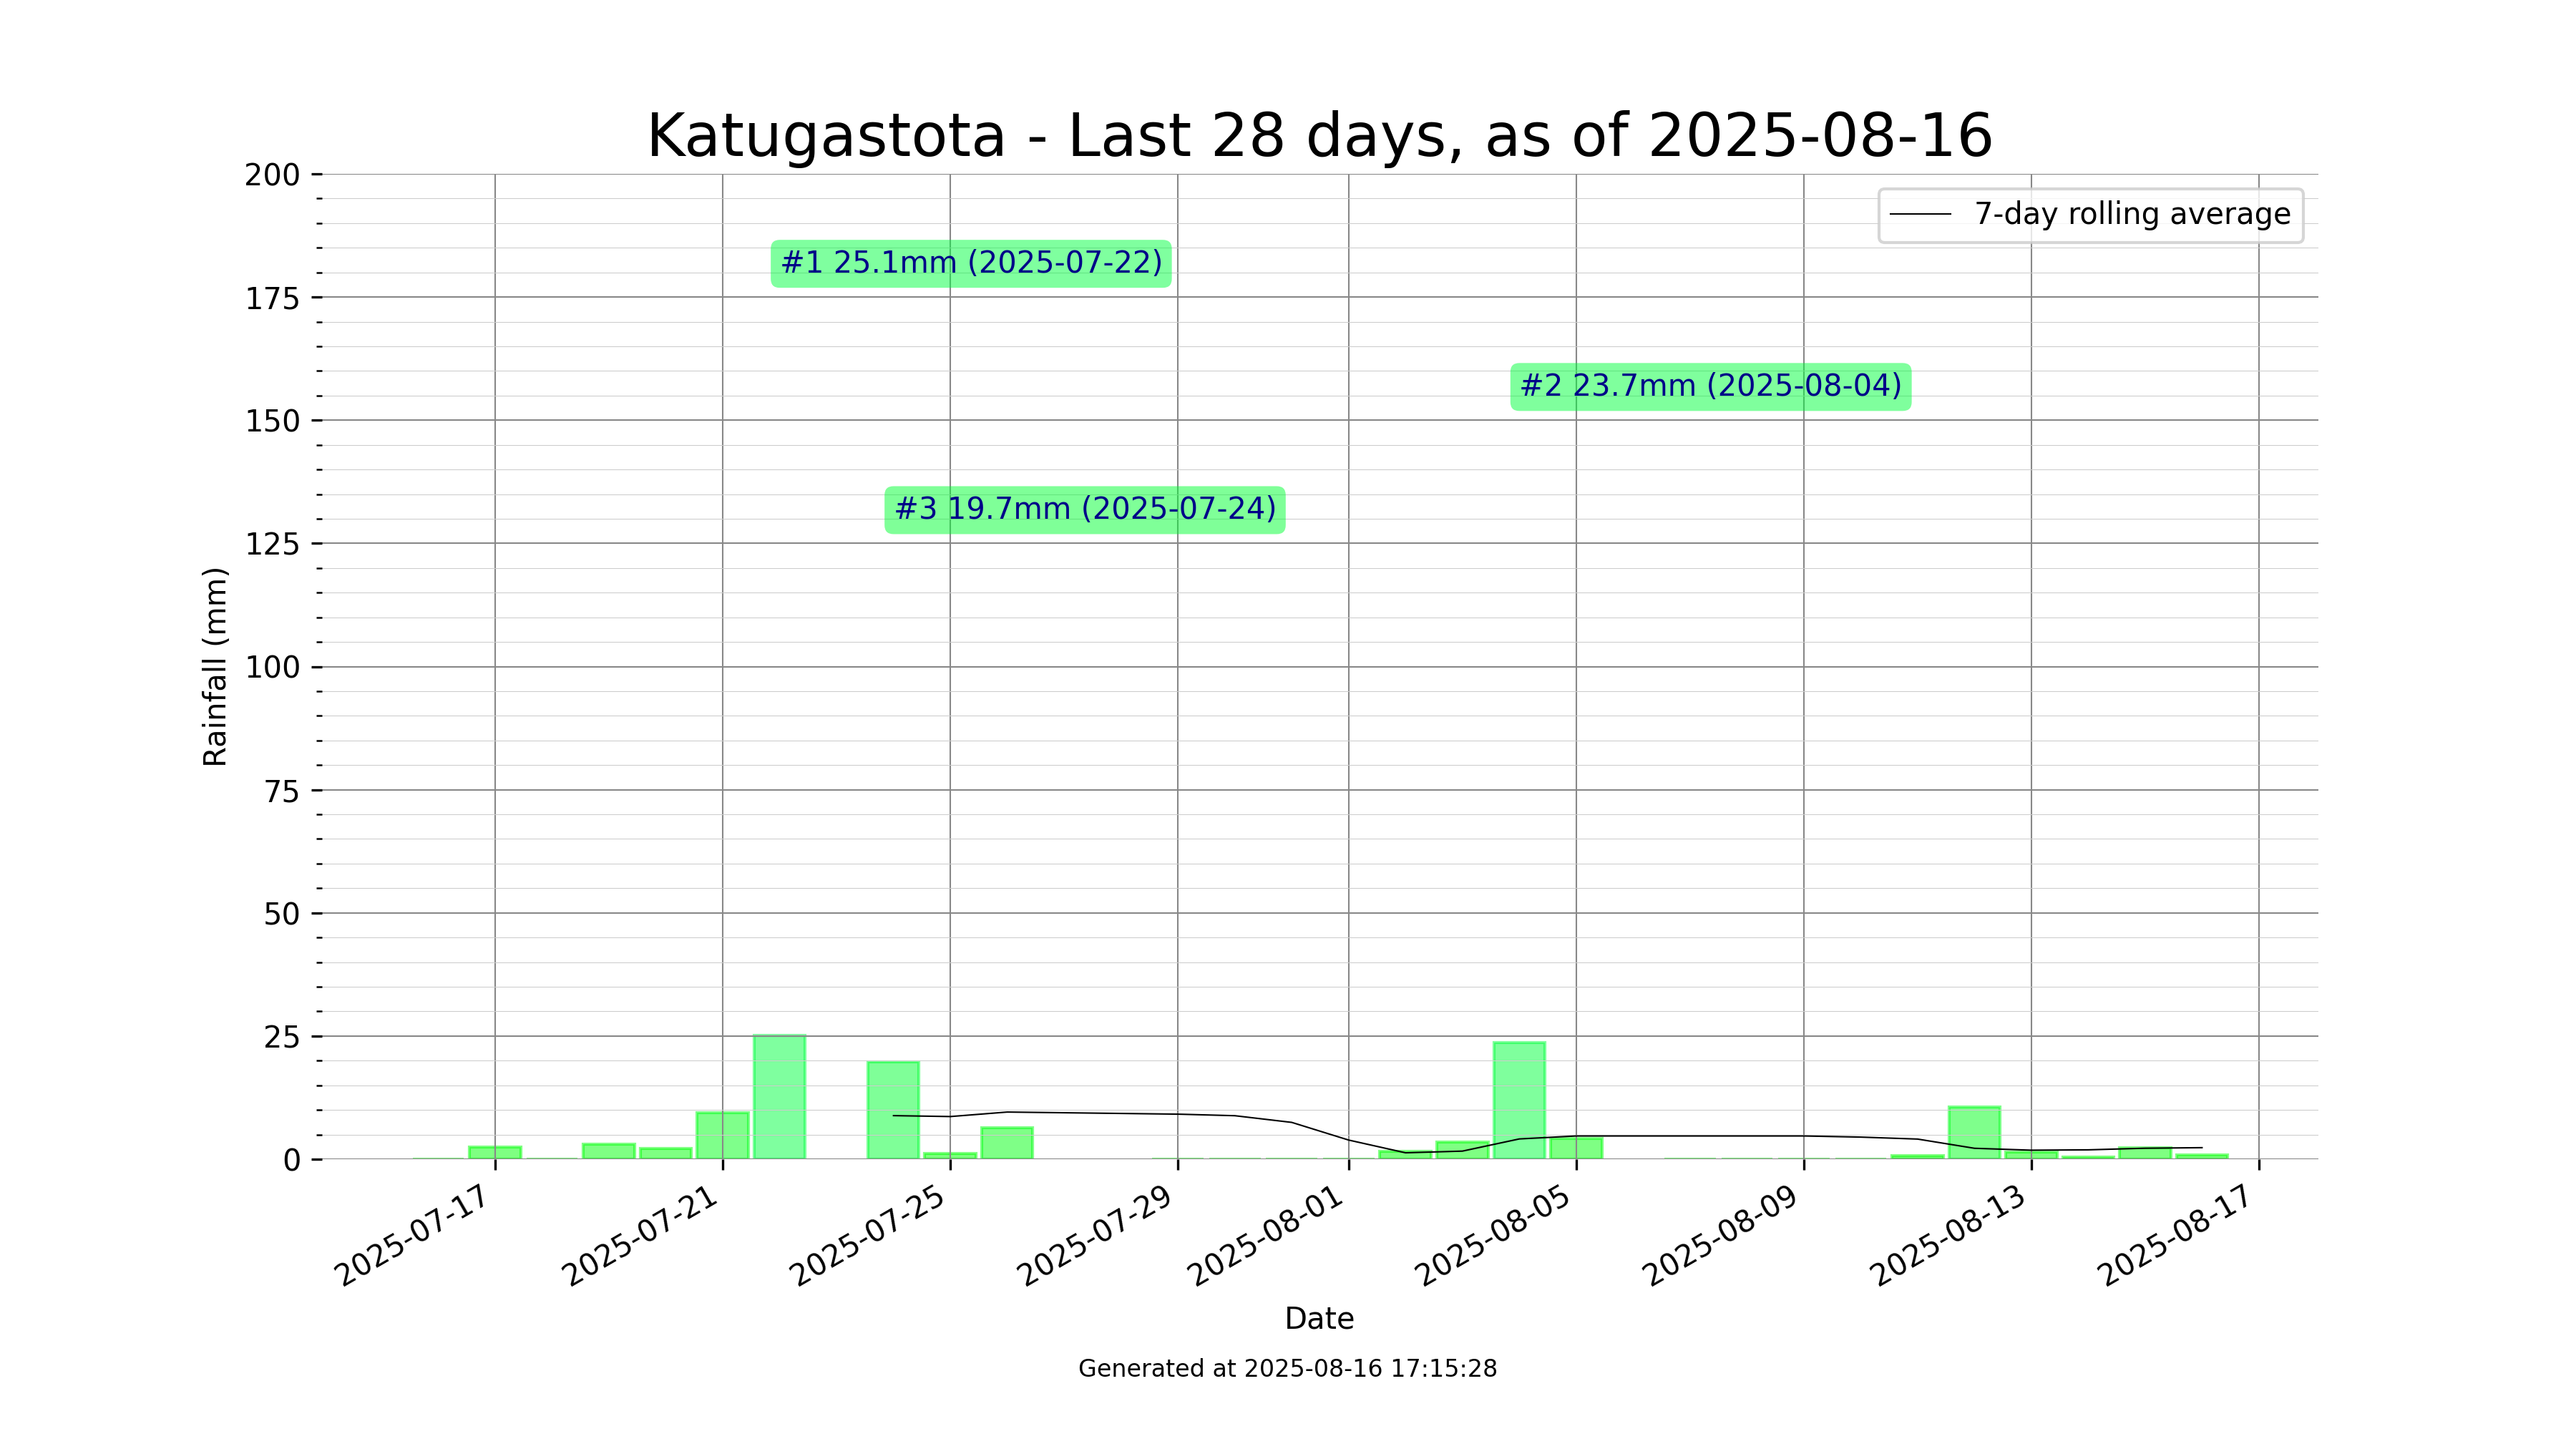 Katugastota - Last 28 days, as of 2025-08-16
200
175
150
125
100
75
50
25
0
Rainfall (mm)
7-day rolling average
#1 25.1mm (2025-07-22)
#2 23.7mm (2025-08-04)
#3 19.7mm (2025-07-24)
2025-07-17
2025-07-21
2025-07-25
2025-07-29
2025-08-01
2025-08-05
2025-08-09
2025-08-13
2025-08-17
Date
Generated at 2025-08-16 17:15:28